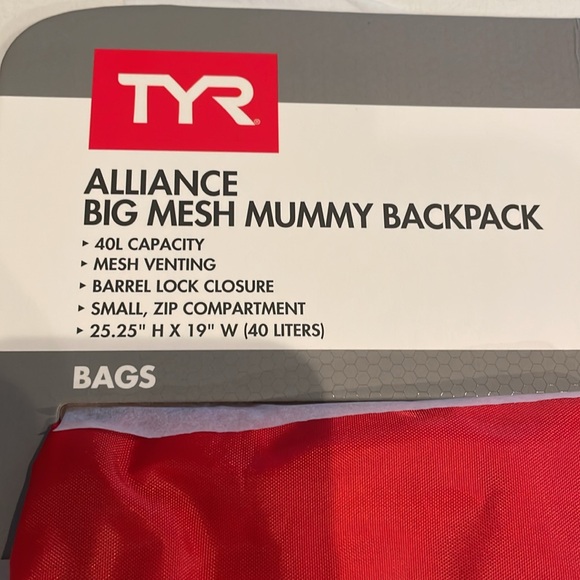 TYR
ALLIANCE
BIG MESH MUMMY BACKPACK
▸ 40L CAPACITY
▸ MESH VENTING
▸ BARREL LOCK CLOSURE
▸ SMALL, ZIP COMPARTMENT
▸ 25.25" H X 19" W (40 LITERS)
BAGS